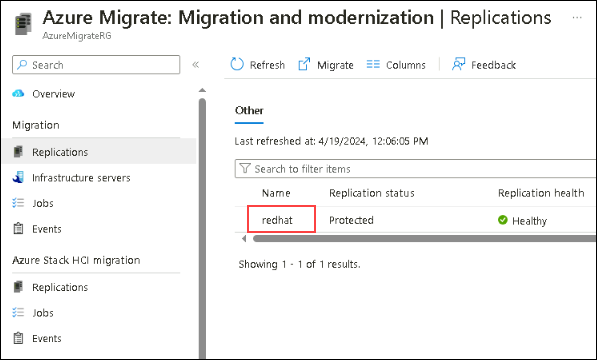 Azure Migrate: Migration and modernization | Replications ...
AzureMigrateRG
Search
«
Overview
Migration
Replications
Infrastructure servers
Jobs
Events
Azure Stack HCI migration
Replications
Jobs
Events
Refresh Migrate Columns Feedback
Other
Last refreshed at: 4/19/2024, 12:06:05 PM
Search to filter items
Name Replication status Replication health
redhat Protected Healthy
Showing 1 - 1 of 1 results.